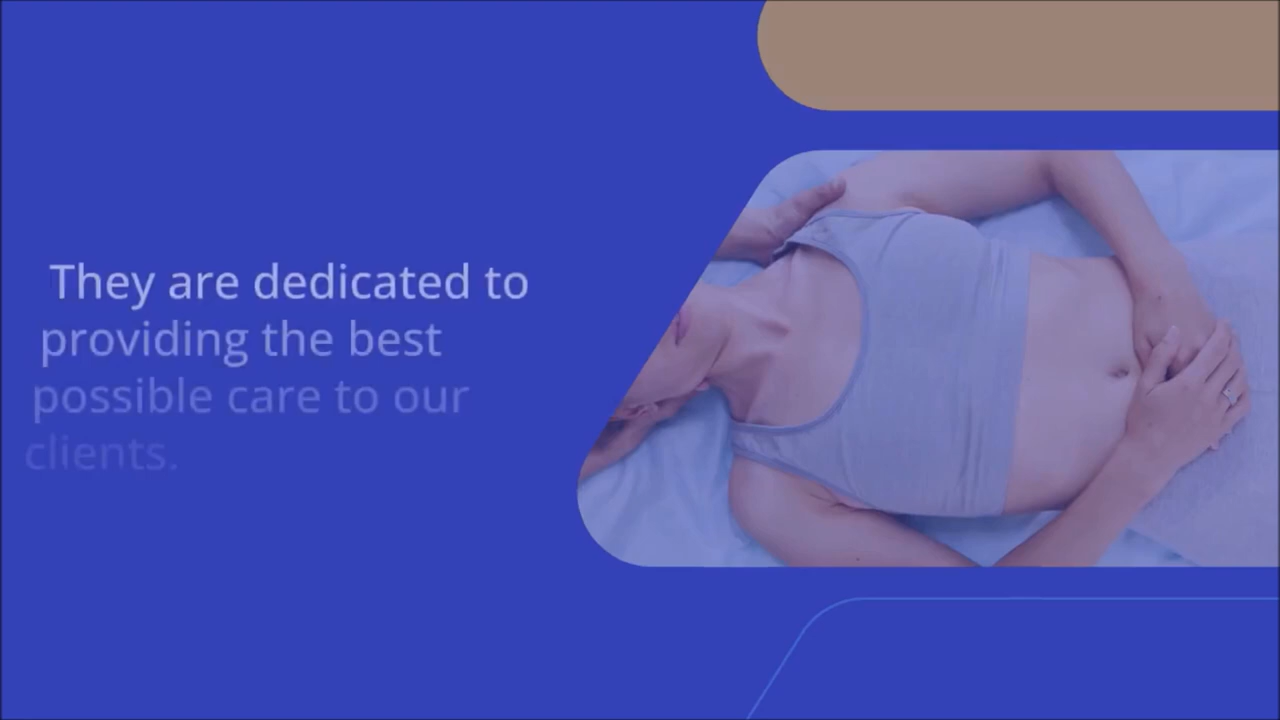 They are dedicated to
providing the best
possible care to our
clients.